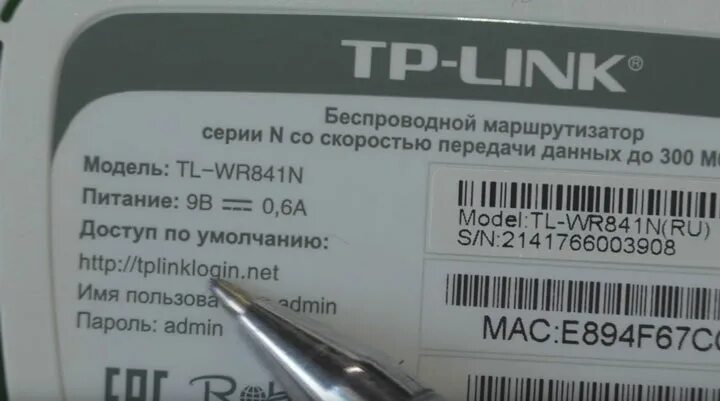 TP-LINK®
Беспроводной маршрутизатор
серии N со скоростью передачи данных до 300
Модель: TL-WR841N
Питание: 9В ⎓ 0,6А
Доступ по умолчанию:
http://tplinklogin.net
Имя admin
Пароль: admin
EAC
Model:TL-WR841N(RU)
S/N:2141766003908
MAC:E894F67C